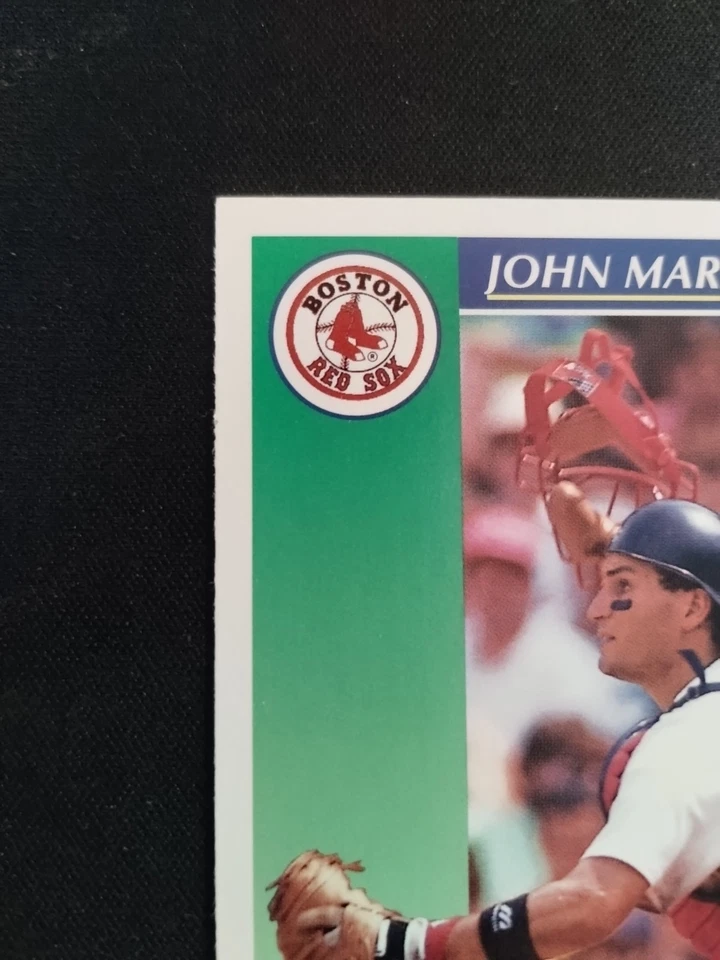 BOSTON
RED SOX
®
JOHN MAR